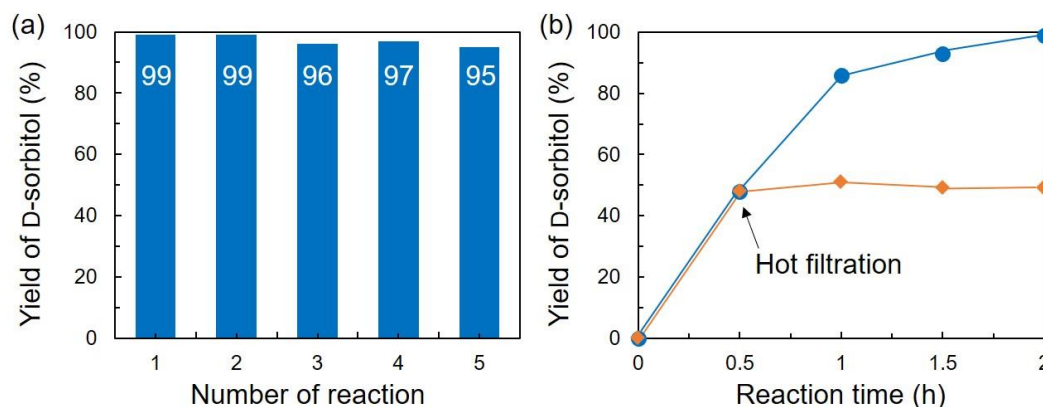 (a)
Yield of D-sorbitol (%)
100
80
60
40
20
0
99
99
96
97
95
1 2 3 4 5
Number of reaction
(b)
Yield of D-sorbitol (%)
100
80
60
40
20
0
Hot filtration
0 0.5 1 1.5 2
Reaction time (h)